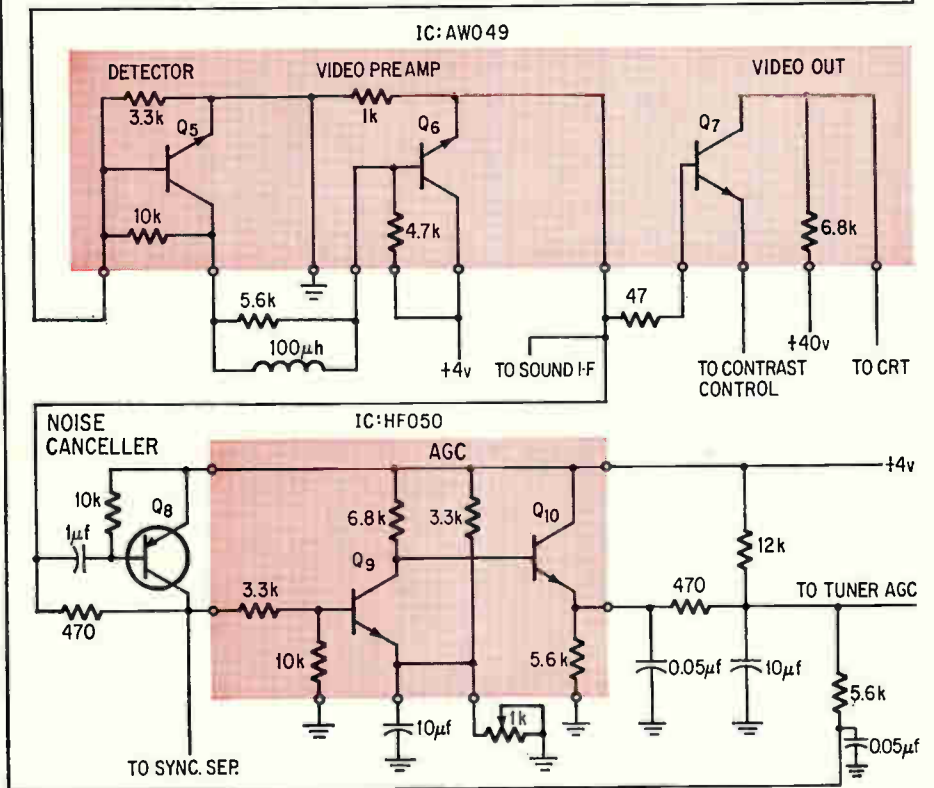 IC:AW049
DETECTOR
VIDEO PREAMP
VIDEO OUT
3.3k
1k
Q5
Q6
Q7
10k
4.7k
6.8k
5.6k
47
100μh
+4v
TO SOUND I-F
TO CONTRAST
CONTROL
+40v
TO CRT
NOISE
CANCELLER
IC:HF050
AGC
+4v
10k
Q8
6.8k
3.3k
Q10
1μf
Q9
12k
3.3k
470
TO TUNER AGC
470
10k
5.6k
0.05μf
10μf
5.6k
10μf
1k
0.05μf
TO SYNC. SEP.